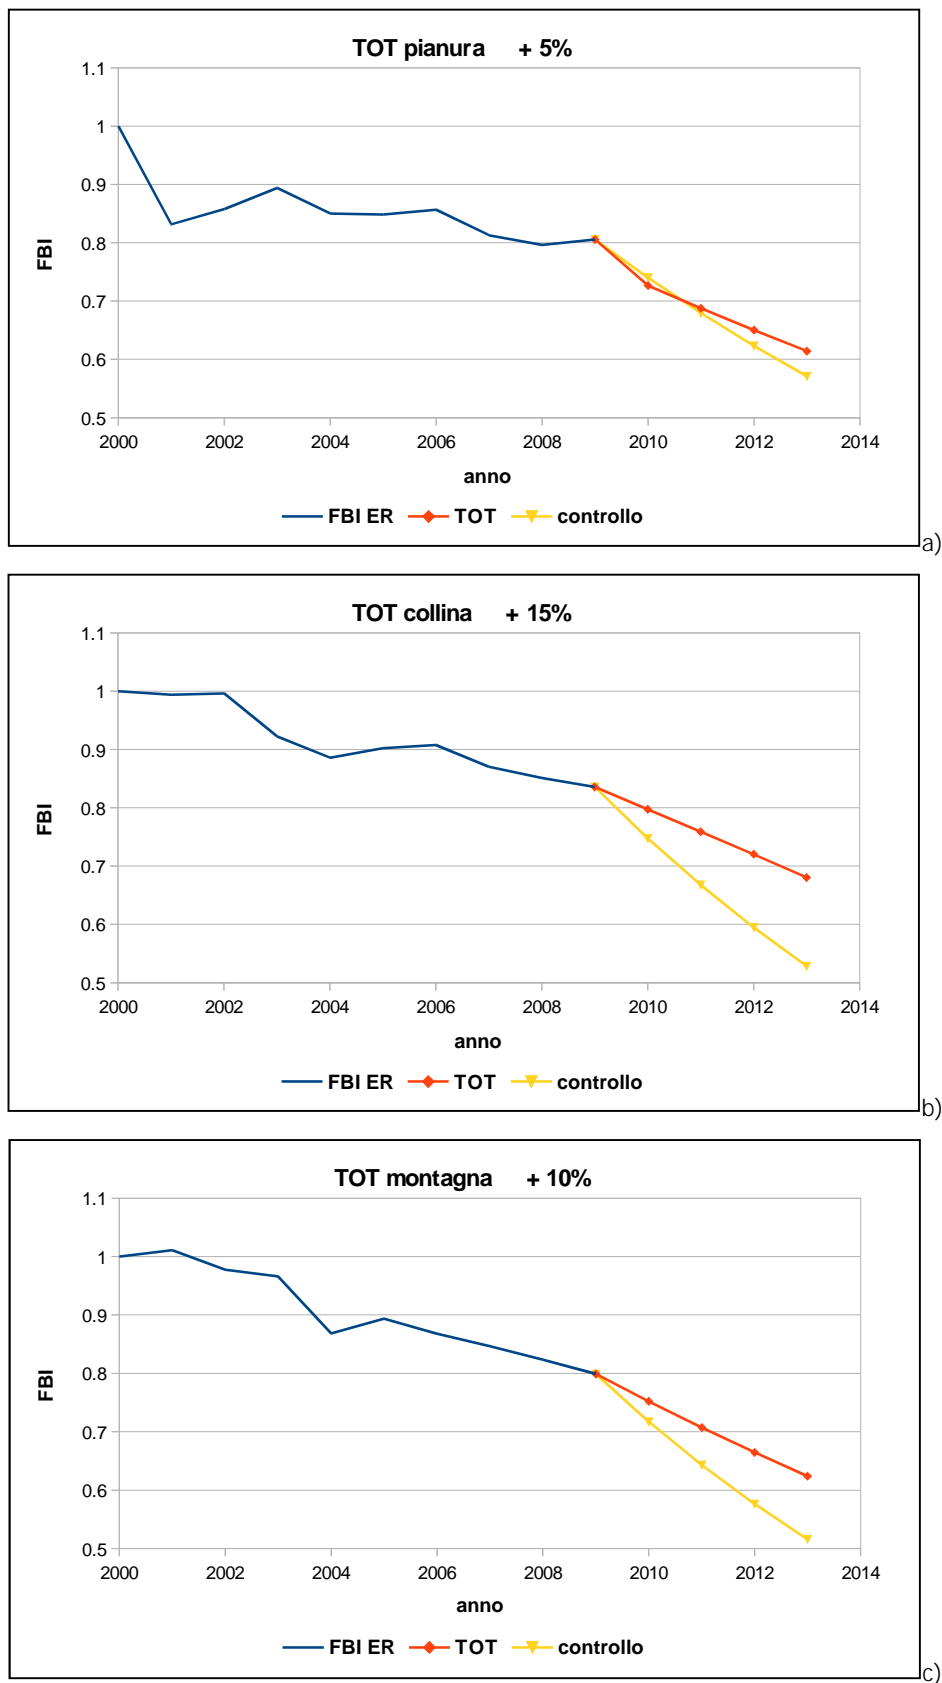 TOT pianura + 5%
1.1
1
0.9
0.8
0.7
0.6
0.5
FBI
2000 2002 2004 2006 2008 2010 2012 2014
anno
FBI ER TOT controllo
a)
TOT collina + 15%
1.1
1
0.9
0.8
0.7
0.6
0.5
FBI
2000 2002 2004 2006 2008 2010 2012 2014
anno
FBI ER TOT controllo
b)
TOT montagna + 10%
1.1
1
0.9
0.8
0.7
0.6
0.5
FBI
2000 2002 2004 2006 2008 2010 2012 2014
anno
FBI ER TOT controllo
c)